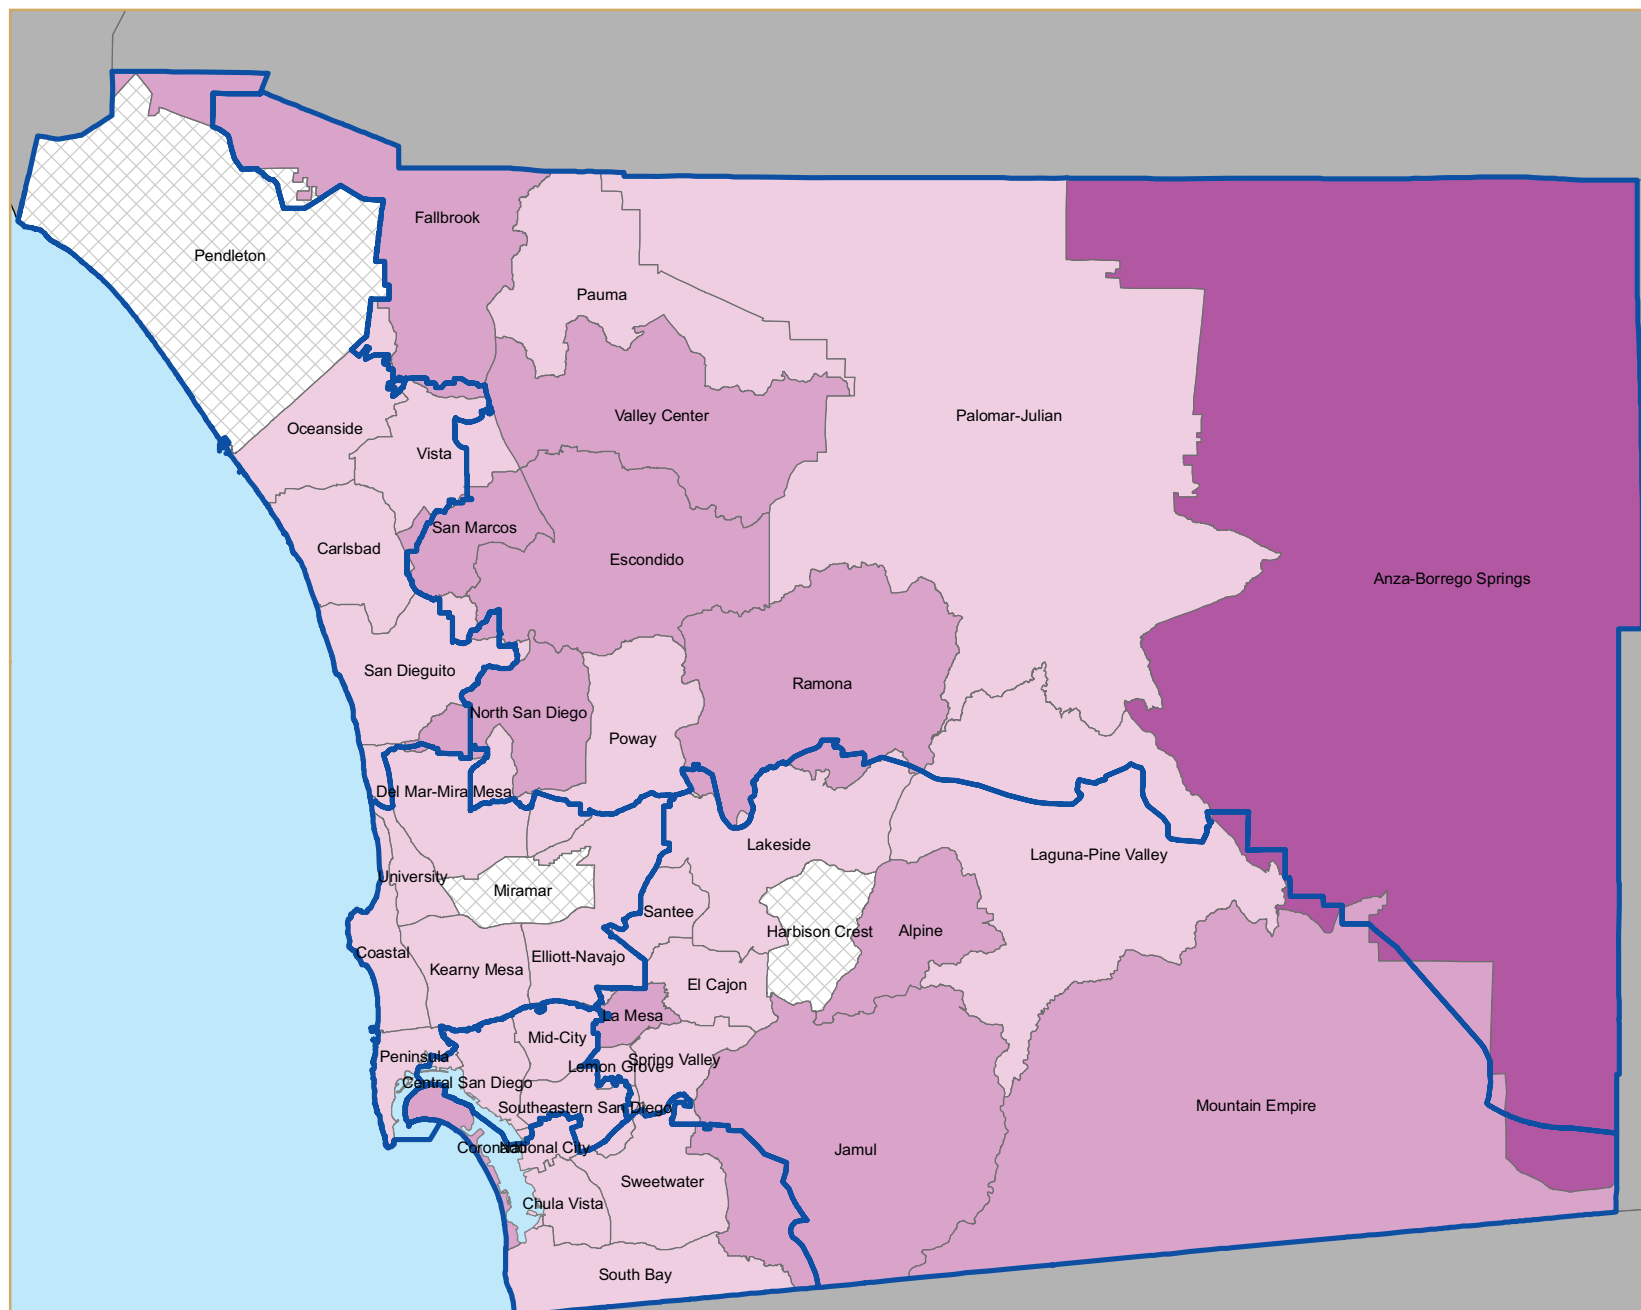 Fallbrook
Pendleton
Pauma
Valley Center
Palomar-Julian
Oceanside
Vista
San Marcos
Carlsbad
Escondido
Anza-Borrego Springs
San Dieguito
Ramona
North San Diego
Poway
Del Mar-Mira Mesa
Lakeside
Laguna-Pine Valley
University
Miramar
Santee
Harbison Crest
Alpine
Coastal
Elliott-Navajo
Kearny Mesa
El Cajon
La Mesa
Mid-City
Peninsula
Lemon Grove
Spring Valley
Central San Diego
Southeastern San Diego
Mountain Empire
Coronado
National City
Jamul
Sweetwater
Chula Vista
South Bay